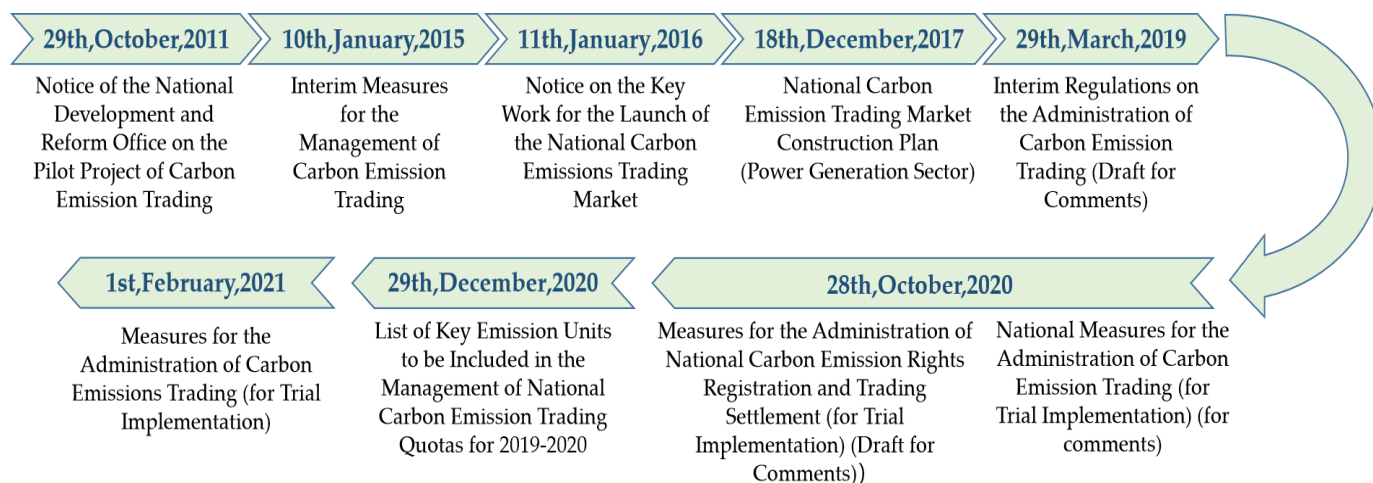 29th,October,2011
Notice of the National
Development and
Reform Office on the
Pilot Project of Carbon
Emission Trading
10th,January,2015
Interim Measures
for the
Management of
Carbon Emission
Trading
11th,January,2016
Notice on the Key
Work for the Launch of
the National Carbon
Emissions Trading
Market
18th,December,2017
National Carbon
Emission Trading Market
Construction Plan
(Power Generation Sector)
29th,March,2019
Interim Regulations on
the Administration of
Carbon Emission
Trading (Draft for
Comments)
28th,October,2020
National Measures for the
Administration of Carbon
Emission Trading (for
Trial Implementation) (for
comments)
Measures for the Administration of
National Carbon Emission Rights
Registration and Trading
Settlement (for Trial
Implementation) (Draft for
Comments))
29th,December,2020
List of Key Emission Units
to be Included in the
Management of National
Carbon Emission Trading
Quotas for 2019-2020
1st,February,2021
Measures for the
Administration of Carbon
Emissions Trading (for Trial
Implementation)